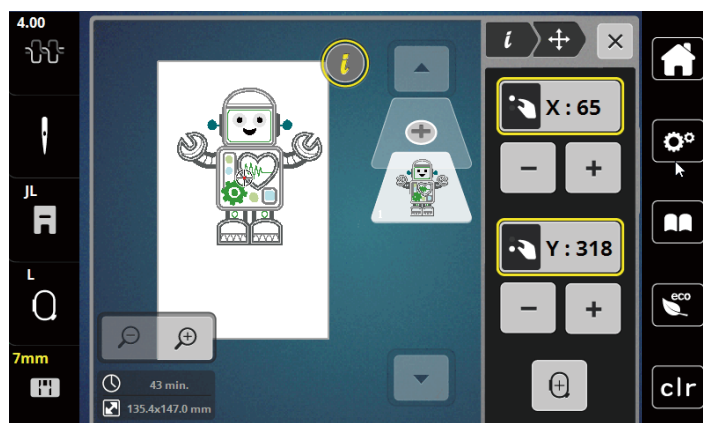 4.00
JL
L
7mm
i
43 min.
135.4x147.0 mm
1
i
X : 65
Y : 318
eco
clr